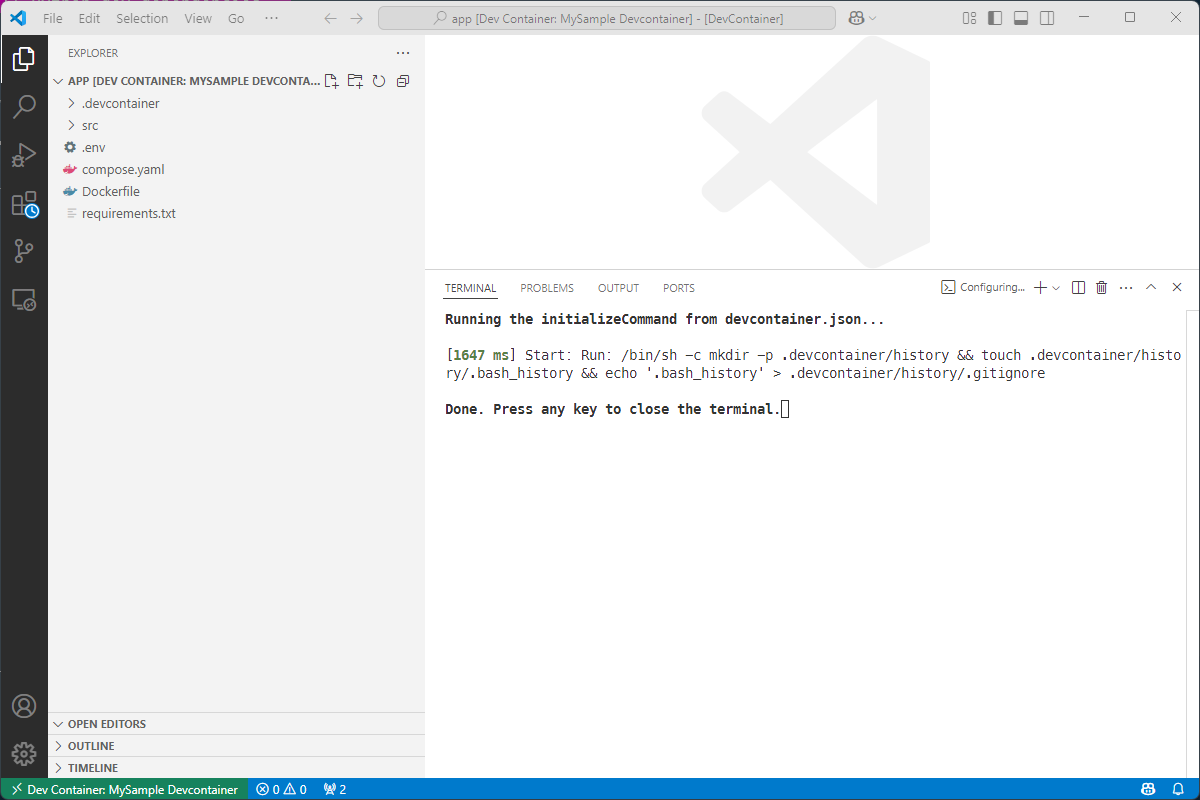 File Edit Selection View Go ··· app [Dev Container: MySample Devcontainer] - [DevContainer]
EXPLORER
APP [DEV CONTAINER: MYSAMPLE DEVCONTA...
.devcontainer
src
.env
compose.yaml
Dockerfile
requirements.txt
OPEN EDITORS
OUTLINE
TIMELINE
TERMINAL PROBLEMS OUTPUT PORTS Configuring...
Running the initializeCommand from devcontainer.json...
[1647 ms] Start: Run: /bin/sh -c mkdir -p .devcontainer/history && touch .devcontainer/histo
ry/.bash_history && echo '.bash_history' > .devcontainer/history/.gitignore
Done. Press any key to close the terminal.
Dev Container: MySample Devcontainer 0 0 2